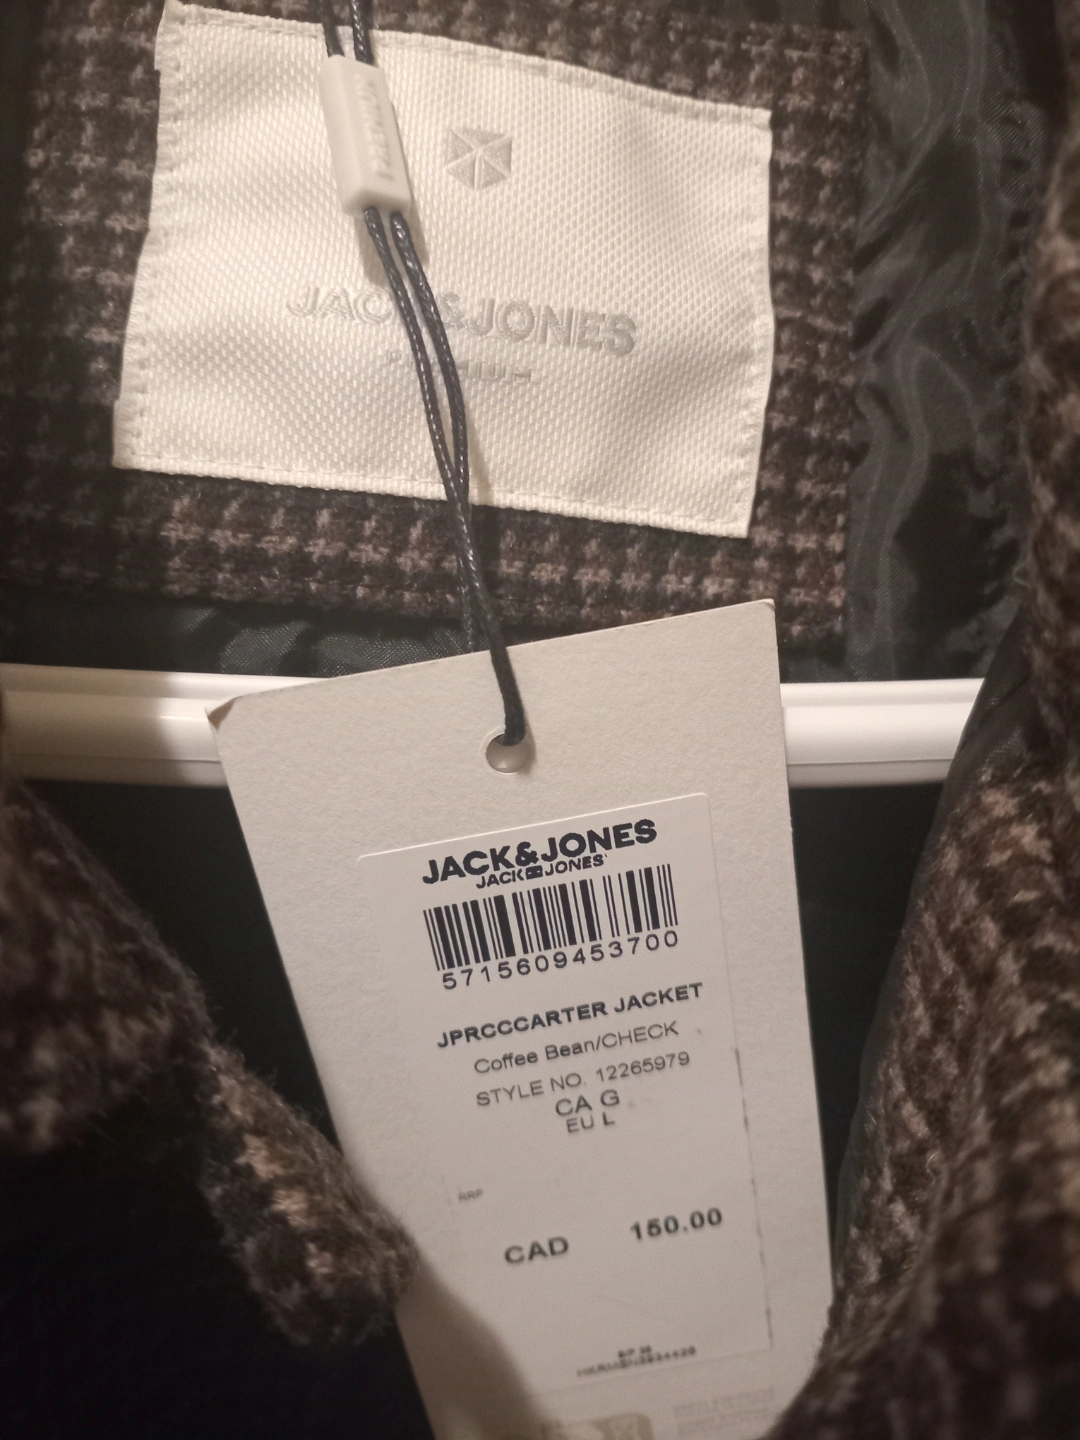 JACK&JONES
PREMIUM
JACK&JONES
JACK JONES
5715609453700
JPRCCCARTER JACKET
Coffee Bean/CHECK
STYLE NO. 12265979
CA G
EU L
RRP
CAD 150.00